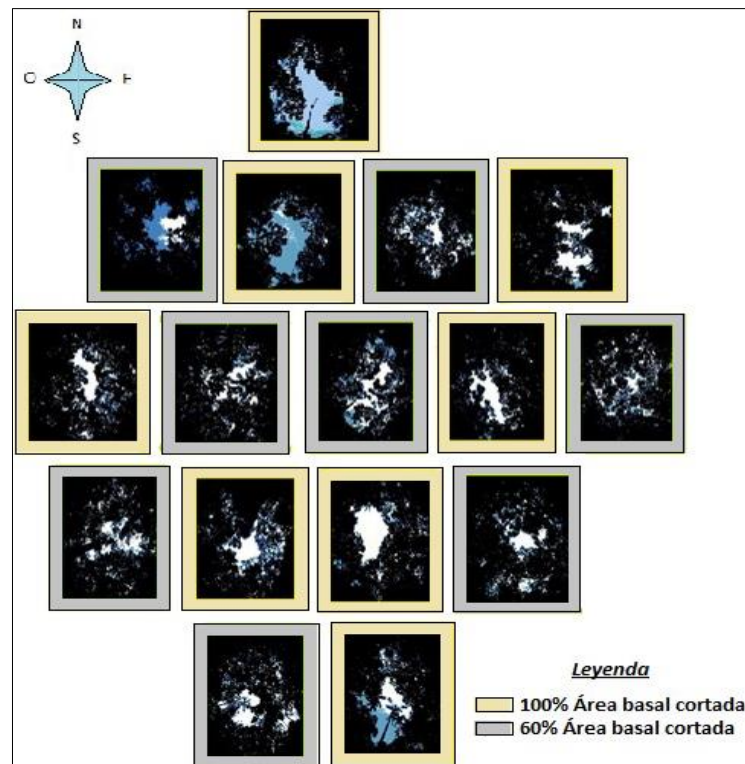 N
O E
S
Leyenda
100% Área basal cortada
60% Área basal cortada